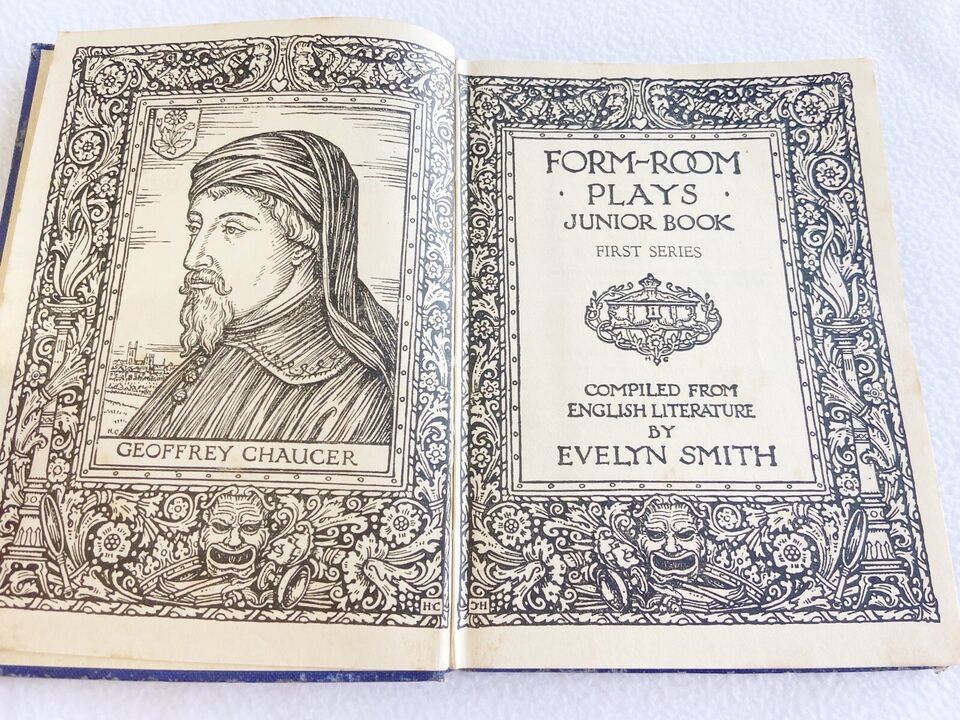 GEOFFREY CHAUCER
H·C
FORM-ROOM
· PLAYS ·
JUNIOR BOOK
FIRST SERIES
COMPILED FROM
ENGLISH LITERATURE
BY
EVELYN SMITH